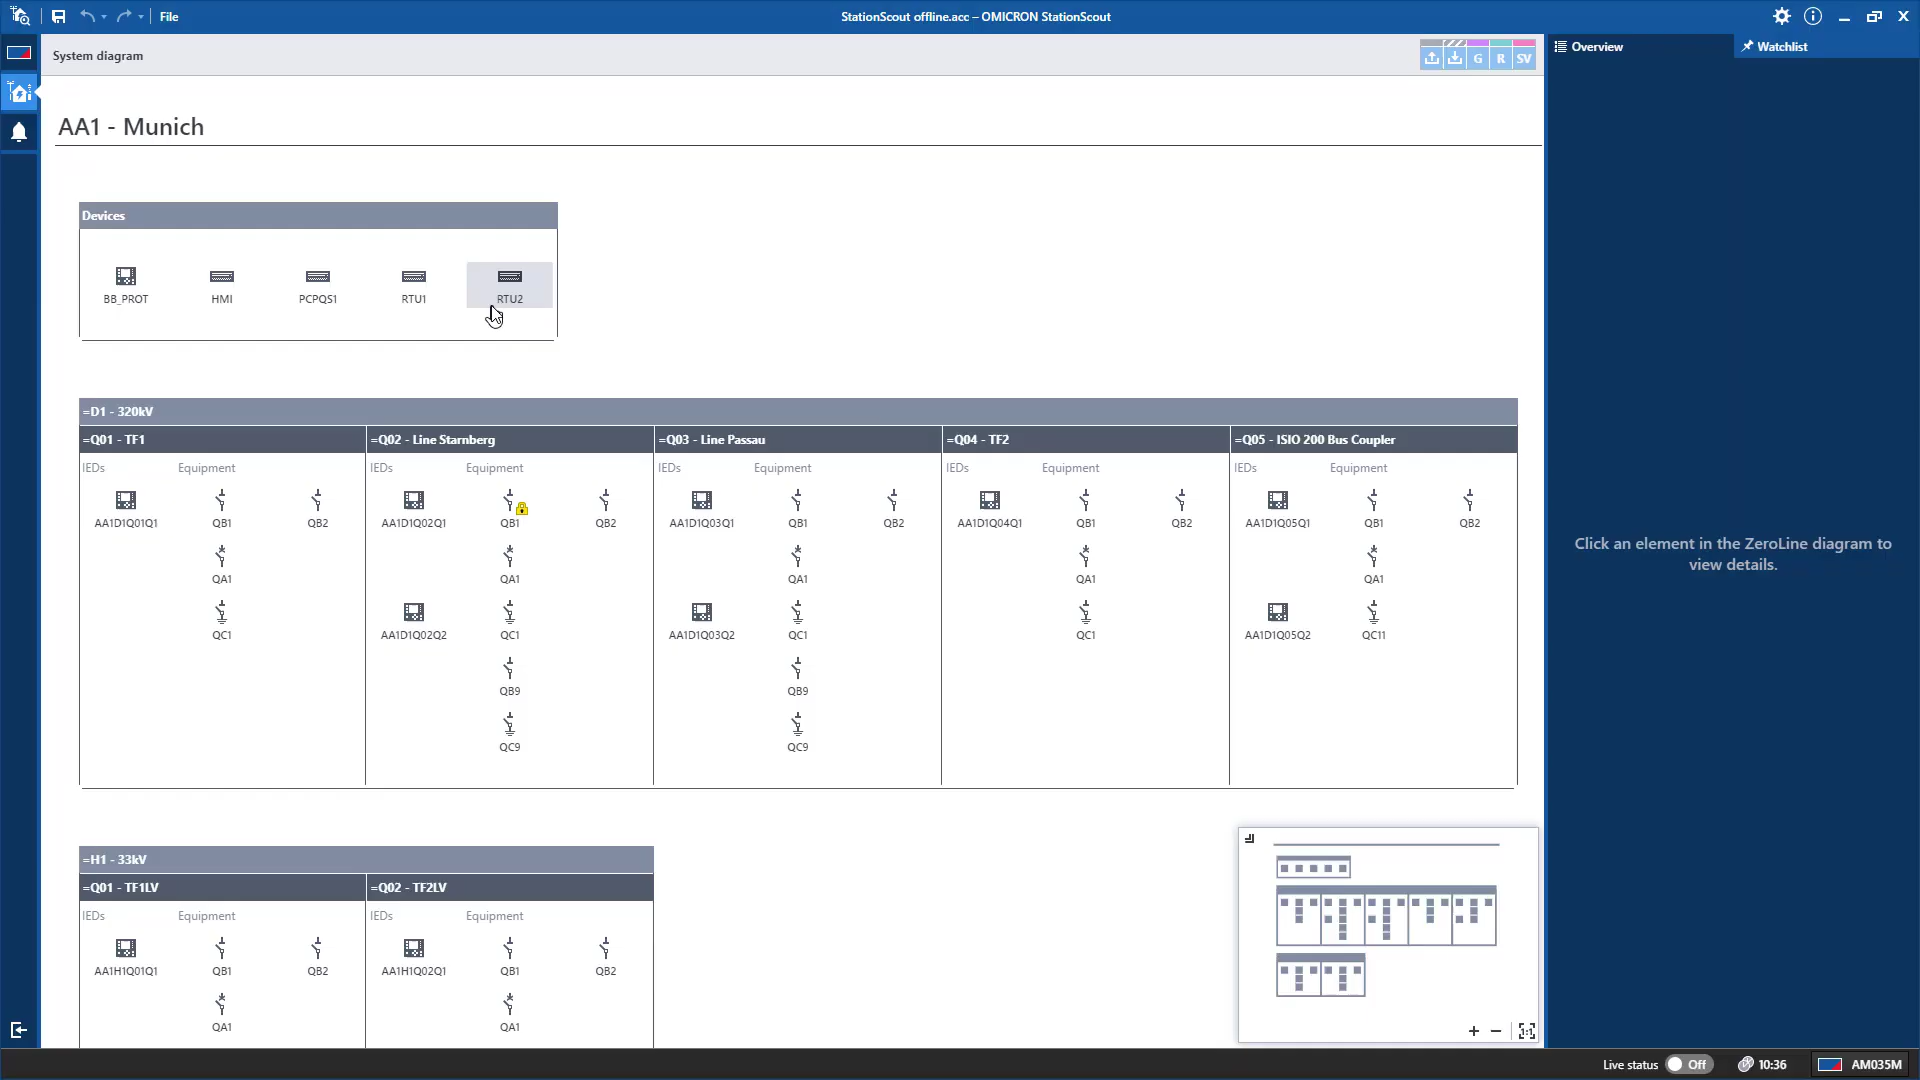 File
StationScout offline.acc – OMICRON StationScout
System diagram
G R SV
Overview
Watchlist
AA1 - Munich
Devices
BB_PROT HMI PCPQS1 RTU1 RTU2
=D1 - 320kV
=Q01 - TF1 =Q02 - Line Starnberg =Q03 - Line Passau =Q04 - TF2 =Q05 - ISIO 200 Bus Coupler
IEDs Equipment IEDs Equipment IEDs Equipment IEDs Equipment IEDs Equipment
AA1D1Q01Q1 QB1 QB2 AA1D1Q02Q1 QB1 QB2 AA1D1Q03Q1 QB1 QB2 AA1D1Q04Q1 QB1 QB2 AA1D1Q05Q1 QB1 QB2
QA1 QA1 QA1 QA1 QA1
QC1 AA1D1Q02Q2 QC1 AA1D1Q03Q2 QC1 QC1 AA1D1Q05Q2 QC11
QB9 QB9
QC9 QC9
Click an element in the ZeroLine diagram to
view details.
=H1 - 33kV
=Q01 - TF1LV =Q02 - TF2LV
IEDs Equipment IEDs Equipment
AA1H1Q01Q1 QB1 QB2 AA1H1Q02Q1 QB1 QB2
QA1 QA1
1:1
Live status Off 10:36 AM035M